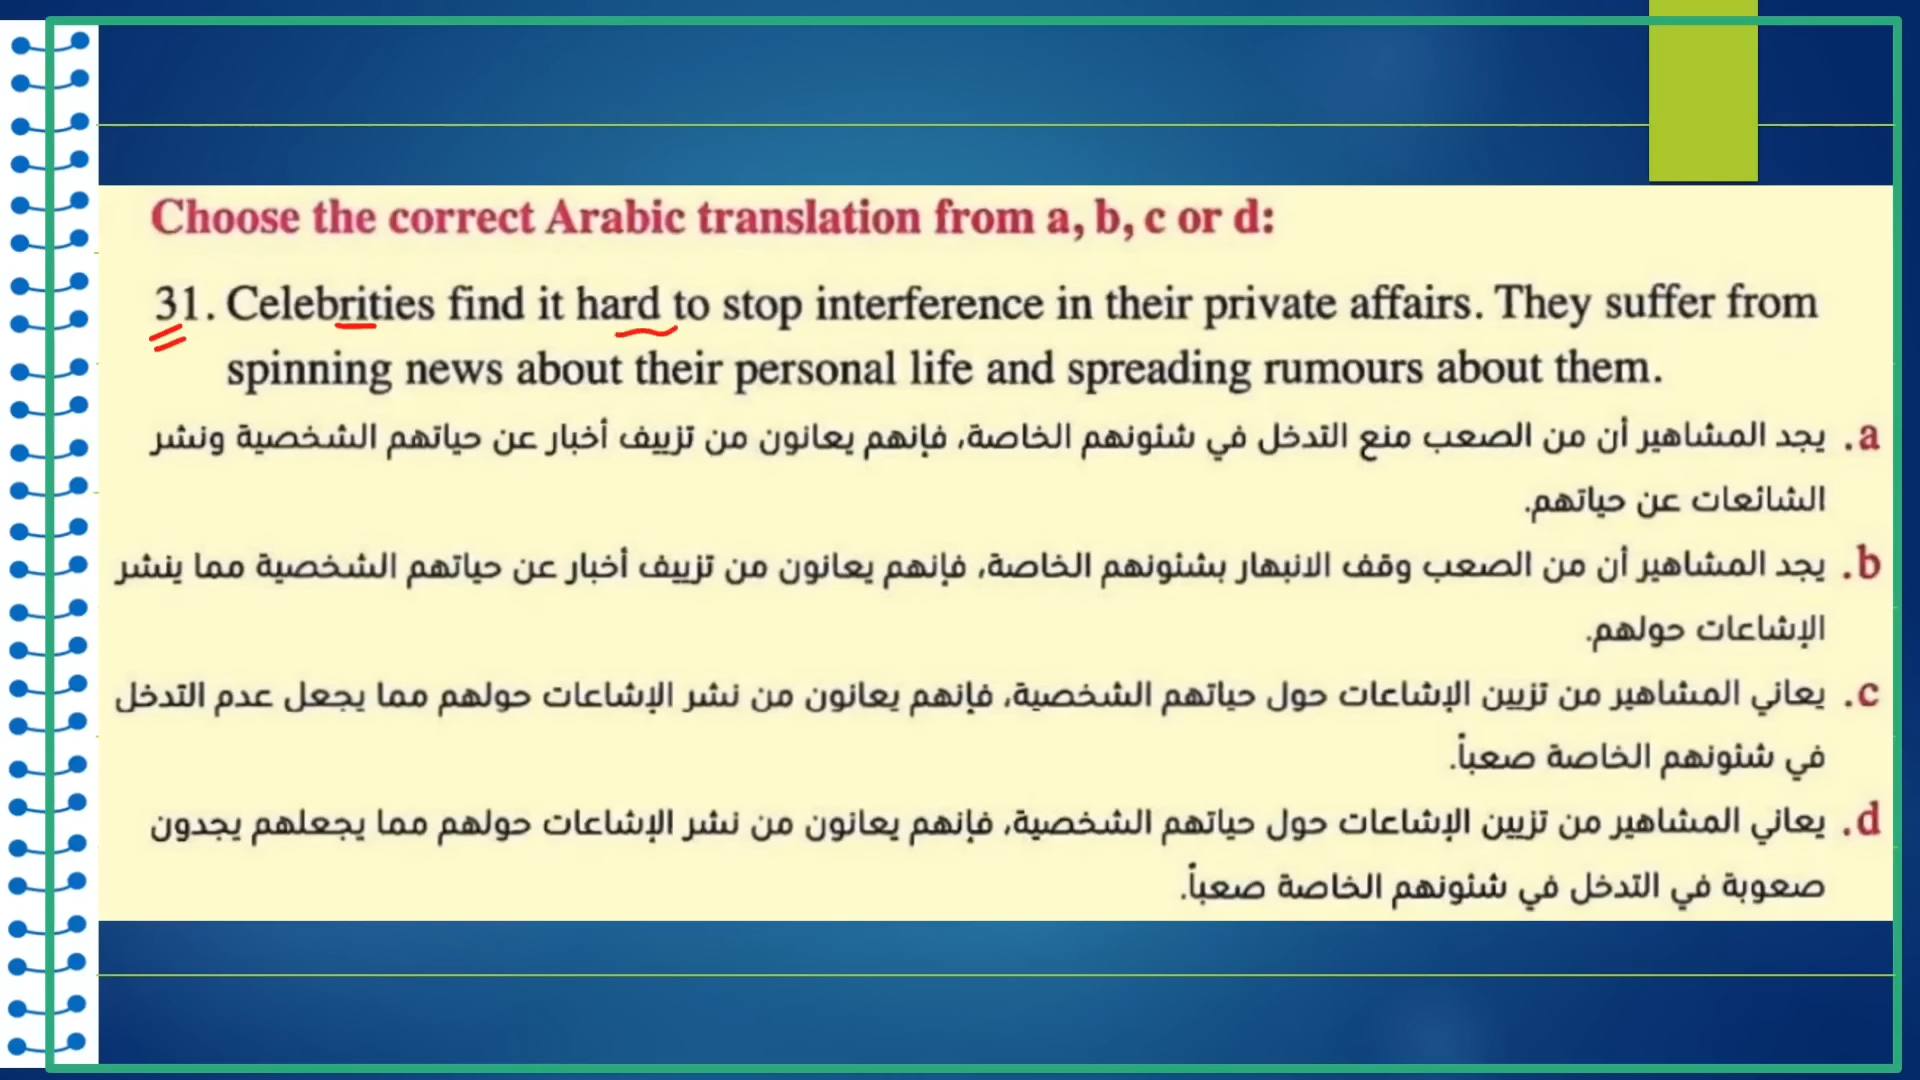 Choose the correct Arabic translation from a, b, c or d:
31. Celebrities find it hard to stop interference in their private affairs. They suffer from
spinning news about their personal life and spreading rumours about them.
a. يجد المشاهير أن من الصعب منع التدخل في شئونهم الخاصة، فإنهم يعانون من تزييف أخبار عن حياتهم الشخصية ونشر
الشائعات عن حياتهم.
b. يجد المشاهير أن من الصعب وقف الانبهار بشئونهم الخاصة، فإنهم يعانون من تزييف أخبار عن حياتهم الشخصية مما ينشر
الإشاعات حولهم.
c. يعاني المشاهير من تزيين الإشاعات حول حياتهم الشخصية، فإنهم يعانون من نشر الإشاعات حولهم مما يجعل عدم التدخل
في شئونهم الخاصة صعباً.
d. يعاني المشاهير من تزيين الإشاعات حول حياتهم الشخصية، فإنهم يعانون من نشر الإشاعات حولهم مما يجعلهم يجدون
صعوبة في التدخل في شئونهم الخاصة صعباً.